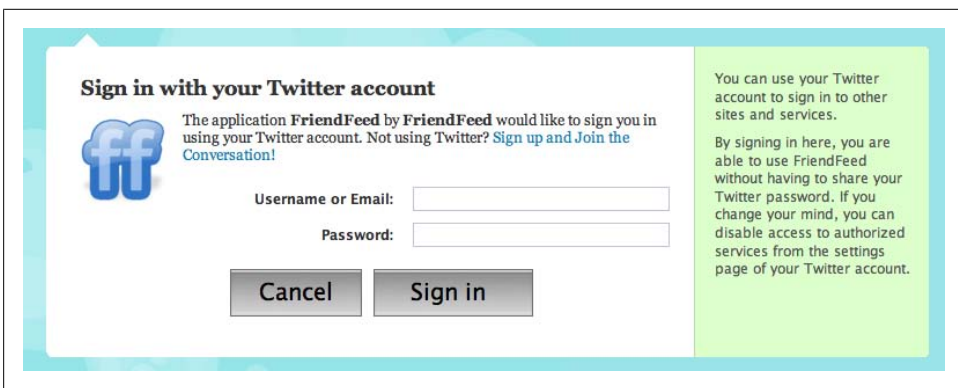 Sign in with your Twitter account
ff
The application FriendFeed by FriendFeed would like to sign you in
using your Twitter account. Not using Twitter? Sign up and Join the
Conversation!
Username or Email:
Password:
Cancel
Sign in
You can use your Twitter
account to sign in to other
sites and services.
By signing in here, you are
able to use FriendFeed
without having to share your
Twitter password. If you
change your mind, you can
disable access to authorized
services from the settings
page of your Twitter account.